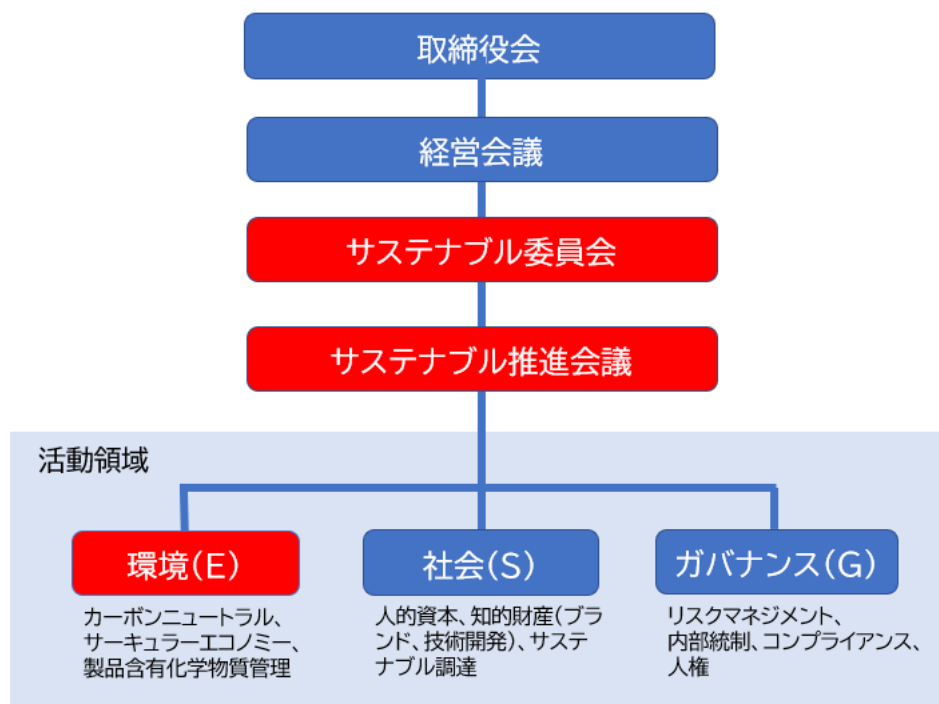 取締役会
経営会議
サステナブル委員会
サステナブル推進会議
活動領域
環境(E)
カーボンニュートラル、
サーキュラーエコノミー、
製品含有化学物質管理
社会(S)
人的資本、知的財産(ブラ
ンド、技術開発)、サステ
ナブル調達
ガバナンス(G)
リスクマネジメント、
内部統制、コンプライアンス、
人権